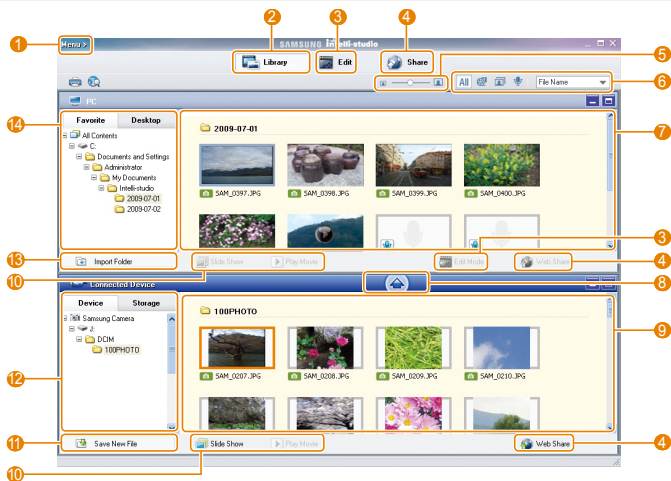 2 3 4
1 Menu > SAMSUNG intelli-studio
Library Edit Share 5
All File Name 6
PC
14 Favorite Desktop 7
All Contents 2009-07-01
C:
Documents and Settings
Administrator
My Documents
Intelli-studio
2009-07-01
2009-07-02
SAM_0397.JPG SAM_0398.JPG SAM_0399.JPG SAM_0400.JPG
13 Import Folder Slide Show Play Movie Edit Mode Web Share 3
10 4
Connected Device 8
Device Storage
Samsung Camera 100PHOTO 9
J:
DCIM
100PHOTO
12
SAM_0207.JPG SAM_0208.JPG SAM_0209.JPG SAM_0210.JPG
11 Save New File Slide Show Play Movie Web Share 4
10